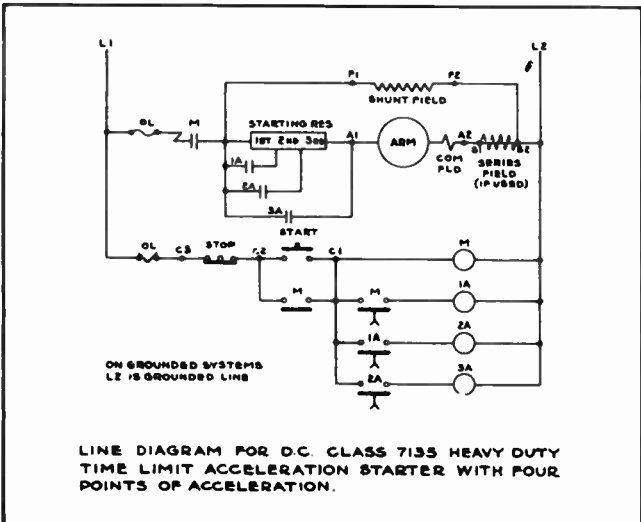 L1
L2
F1
F2
SHUNT FIELD
OL
M
STARTING RES
1ST 2ND 3RD
A1
ARM
A2
S1
S2
COM
FLD
SERIES
FIELD
(IF USED)
1A
2A
3A
START
OL
C3
STOP
C2
C1
M
M
M
1A
1A
2A
2A
3A
ON GROUNDED SYSTEMS
L2 IS GROUNDED LINE
LINE DIAGRAM FOR D.C. CLASS 7135 HEAVY DUTY
TIME LIMIT ACCELERATION STARTER WITH FOUR
POINTS OF ACCELERATION.